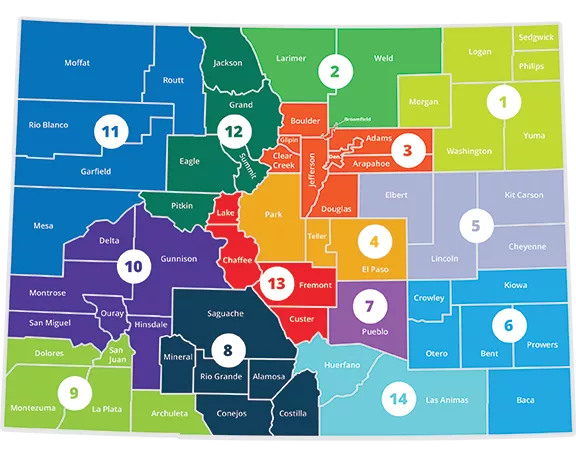 Moffat
Routt
Jackson
Larimer
2
Weld
Logan
Sedgwick
Philips
Rio Blanco
11
Garfield
Grand
12
Eagle
Summit
Boulder
Gilpin
Clear
Creek
Jefferson
Broomfield
Den.
Adams
3
Arapahoe
Douglas
Morgan
1
Washington
Yuma
Mesa
Pitkin
Lake
Park
Elbert
Kit Carson
5
Lincoln
Cheyenne
Delta
10
Gunnison
Chaffee
Teller
4
El Paso
Montrose
San Miguel
Ouray
Hinsdale
13
Fremont
Custer
7
Pueblo
Crowley
Kiowa
6
Otero
Bent
Prowers
Saguache
8
Mineral
Rio Grande
Alamosa
Conejos
Costilla
Dolores
San
Juan
9
Montezuma
La Plata
Archuleta
Huerfano
14
Las Animas
Baca